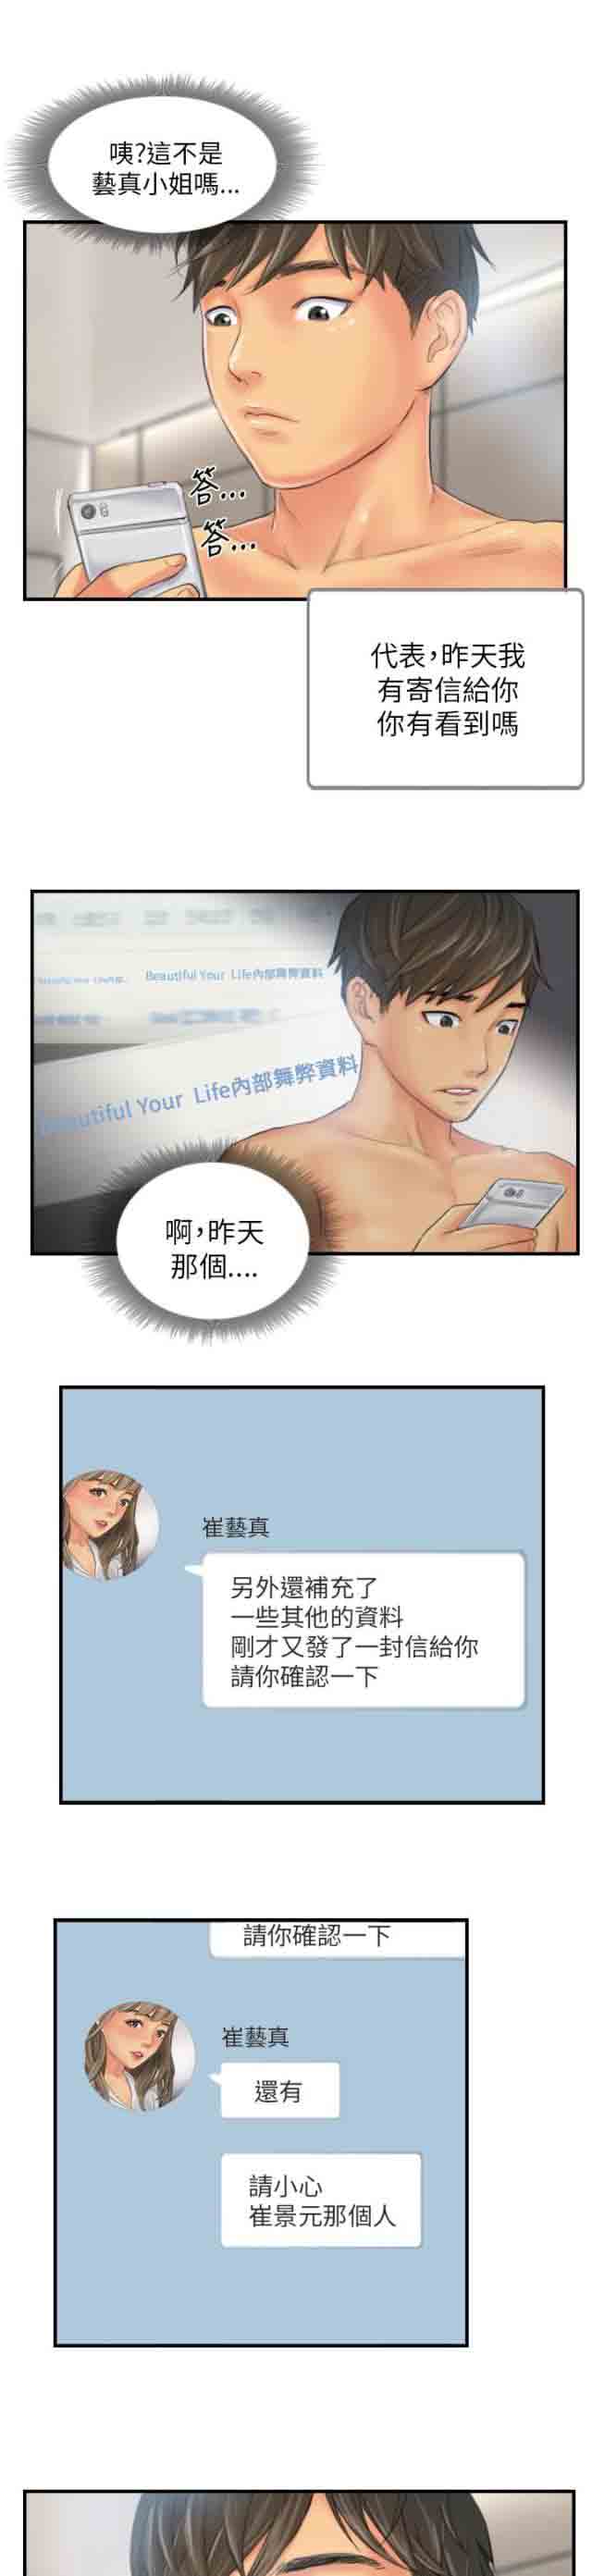 咦?這不是
藝真小姐嗎...
答...
答...
代表,昨天我
有寄信給你
你有看到嗎
Beautiful Your Life內部舞弊資料
Beautiful Your Life內部舞弊資料
啊,昨天
那個....
崔藝真
另外還補充了
一些其他的資料
剛才又發了一封信給你
請你確認一下
請你確認一下
崔藝真
還有
請小心
崔景元那個人